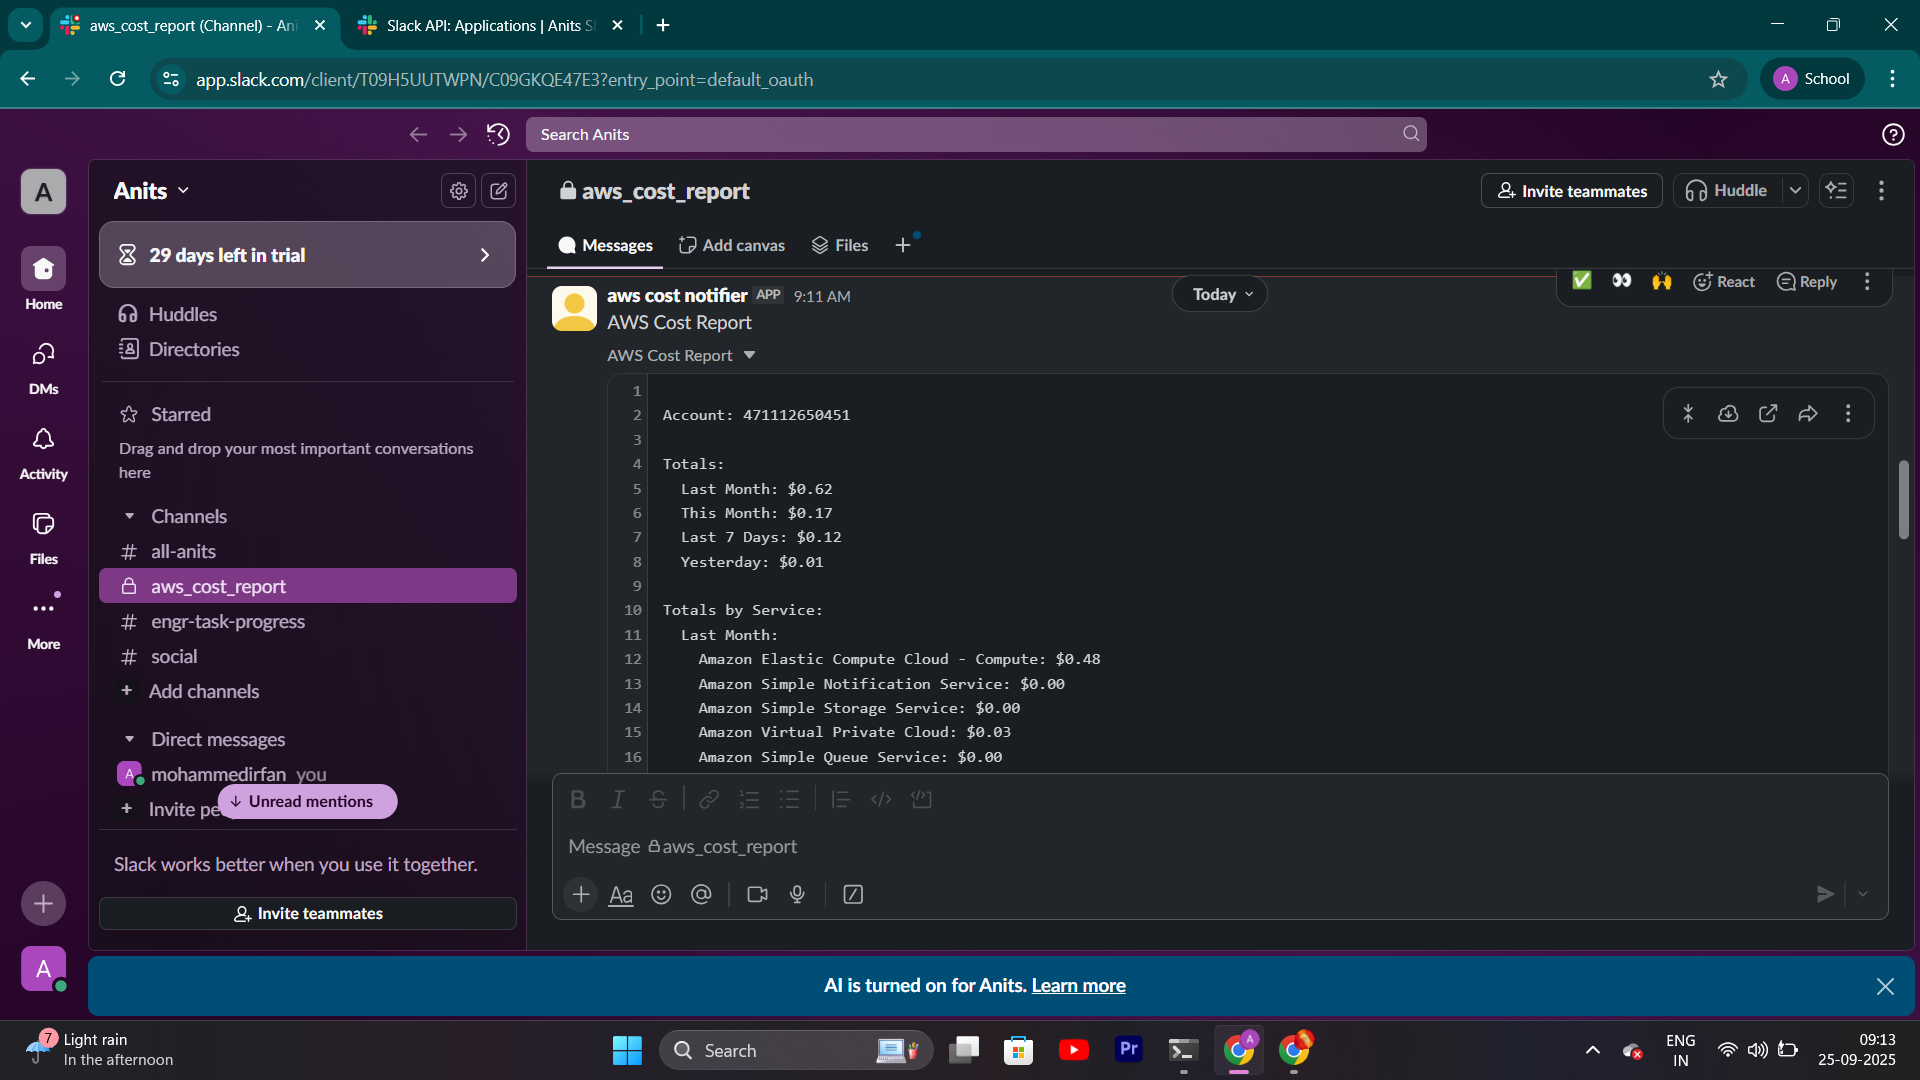 aws_cost_report (Channel) - Ani
Slack API: Applications | Anits S
app.slack.com/client/T09H5UUTWPN/C09GKQE47E3?entry_point=default_oauth
A
School
Search Anits
A
Home
DMs
Activity
Files
More
A
Anits
29 days left in trial
Huddles
Directories
Starred
Drag and drop your most important conversations
here
Channels
# all-anits
aws_cost_report
# engr-task-progress
# social
+ Add channels
Direct messages
A mohammedirfan you
+ Invite pe
Unread mentions
Slack works better when you use it together.
Invite teammates
aws_cost_report
Invite teammates
Huddle
Messages
Add canvas
Files
aws cost notifier APP 9:11 AM
Today
React
Reply
AWS Cost Report
AWS Cost Report
1
2 Account: 471112650451
3
4 Totals:
5 Last Month: $0.62
6 This Month: $0.17
7 Last 7 Days: $0.12
8 Yesterday: $0.01
9
10 Totals by Service:
11 Last Month:
12 Amazon Elastic Compute Cloud - Compute: $0.48
13 Amazon Simple Notification Service: $0.00
14 Amazon Simple Storage Service: $0.00
15 Amazon Virtual Private Cloud: $0.03
16 Amazon Simple Queue Service: $0.00
B I S
Message aws_cost_report
Aa
AI is turned on for Anits. Learn more
7
Light rain
In the afternoon
Search
Pr
A
ENG
IN
09:13
25-09-2025